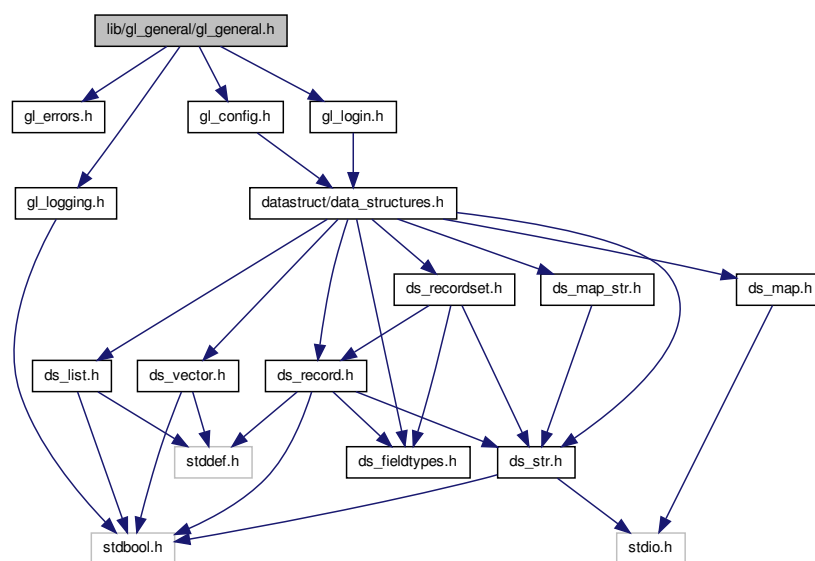 lib/gl_general/gl_general.h
gl_errors.h
gl_config.h
gl_login.h
gl_logging.h
datastruct/data_structures.h
ds_recordset.h
ds_map_str.h
ds_map.h
ds_list.h
ds_vector.h
ds_record.h
stddef.h
ds_fieldtypes.h
ds_str.h
stdbool.h
stdio.h